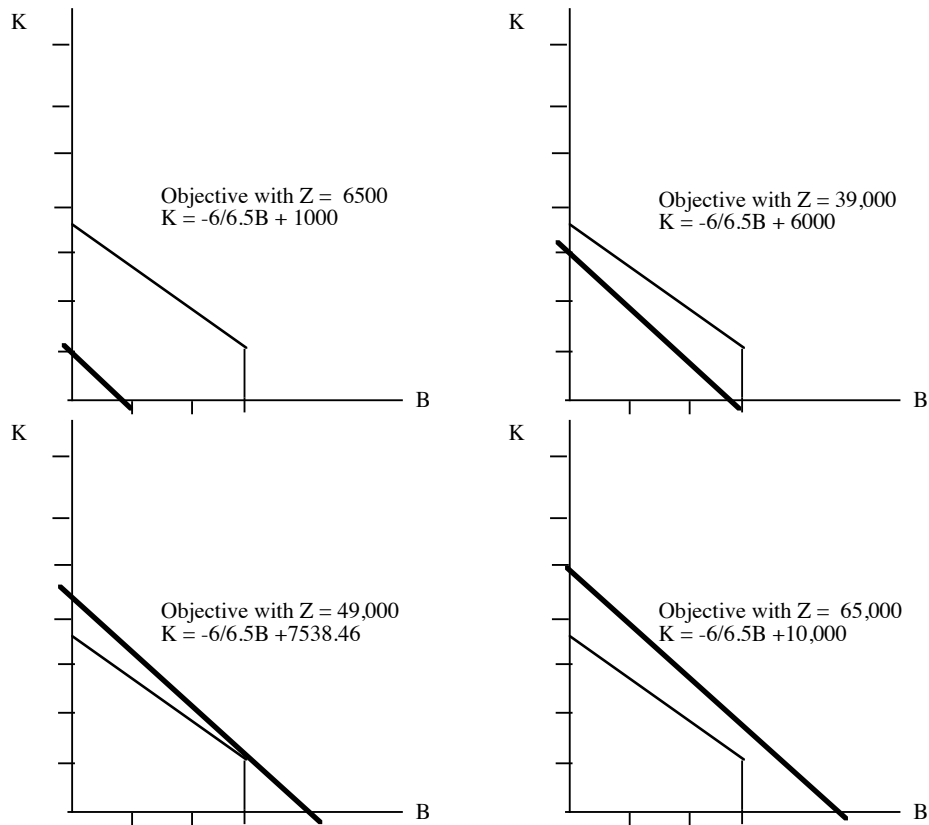 K
Objective with Z =  6500
K = -6/6.5B + 1000
B
K
Objective with Z = 39,000
K = -6/6.5B + 6000
B
K
Objective with Z = 49,000
K = -6/6.5B +7538.46
B
K
Objective with Z =  65,000
K = -6/6.5B +10,000
B